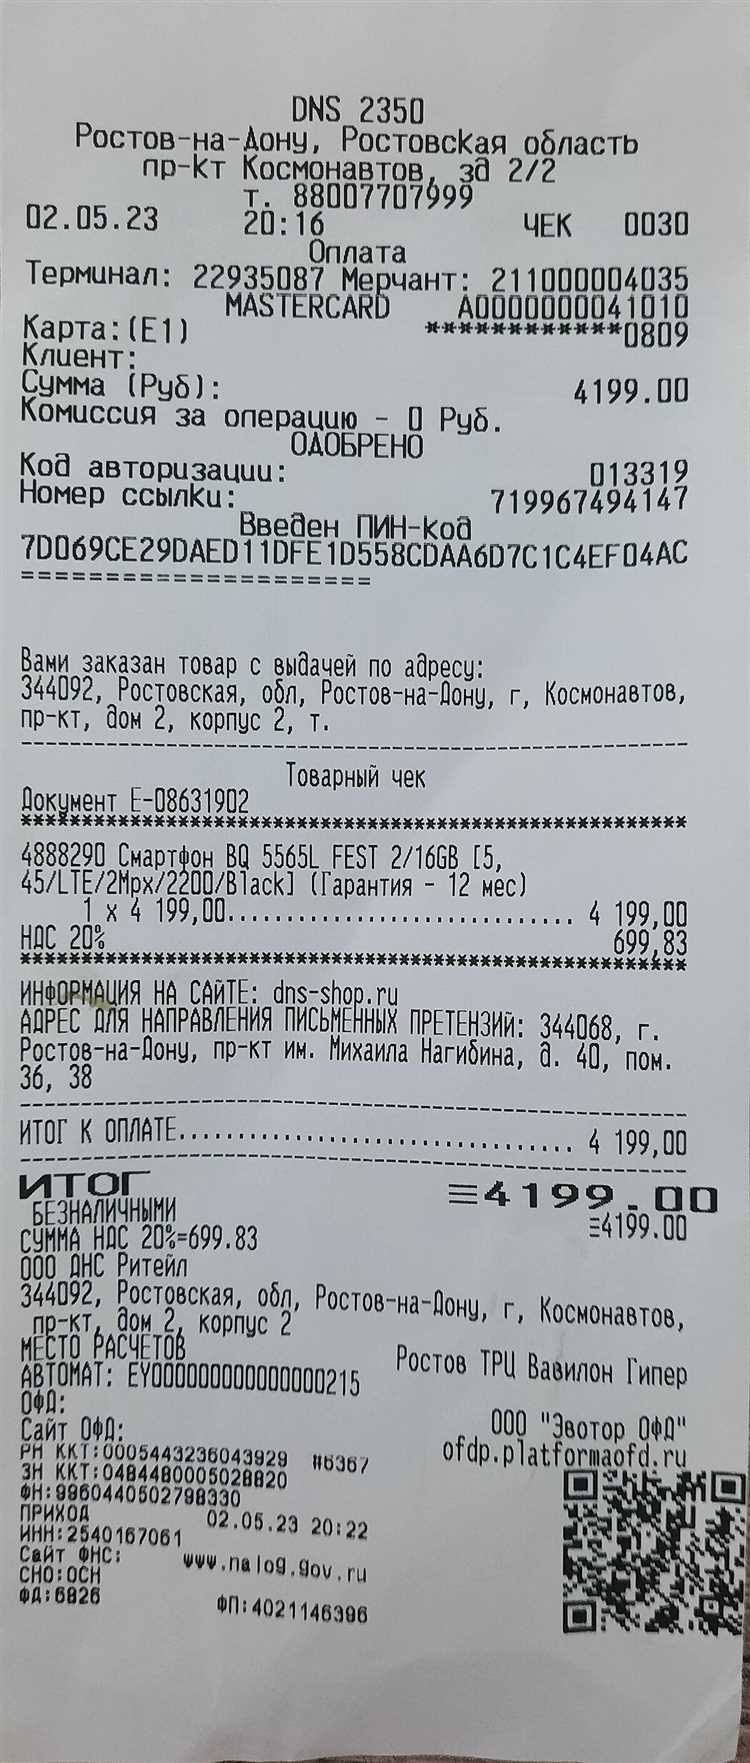 DNS 2350
Ростов-на-Дону, Ростовская область
пр-кт Космонавтов, зд 2/2
т. 88007707999
02.05.23 20:16 ЧЕК 0030
Оплата
Терминал: 22935087 Мерчант: 211000004035
MASTERCARD A0000000041010
Карта:(E1) ************0809
Клиент:
Сумма (Руб): 4199.00
Комиссия за операцию - 0 Руб.
ОДОБРЕНО
Код авторизации: 013319
Номер ссылки: 719967494147
Введен ПИН-код
7D069CE29DAED11DFE1D558CDAA6D7C1C4EF04AC
=====================
Вами заказан товар с выдачей по адресу:
344092, Ростовская, обл, Ростов-на-Дону, г, Космонавтов,
пр-кт, дом 2, корпус 2, т.
Товарный чек
Документ Е-08631902
4888290 Смартфон BQ 5565L FEST 2/16GB [5,
45/LTE/2Mpx/2200/Black] (Гарантия - 12 мес)
1 x 4 199,00............................. 4 199,00
НДС 20% 699,83
ИНФОРМАЦИЯ НА САЙТЕ: dns-shop.ru
АДРЕС ДЛЯ НАПРАВЛЕНИЯ ПИСЬМЕННЫХ ПРЕТЕНЗИЙ: 344068, г.
Ростов-на-Дону, пр-кт им. Михаила Нагибина, д. 40, пом.
36, 38
ИТОГ К ОПЛАТЕ................................... 4 199,00
ИТОГ ≡4199.00
БЕЗНАЛИЧНЫМИ ≡4199.00
СУММА НДС 20%=699.83
ООО ДНС Ритейл
344092, Ростовская, обл, Ростов-на-Дону, г, Космонавтов,
пр-кт, дом 2, корпус 2
МЕСТО РАСЧЕТОВ Ростов ТРЦ Вавилон Гипер
АВТОМАТ: EY0000000000000000215
ОФД: ООО "Эвотор ОФД"
Сайт ОФД: ofdp.platformaofd.ru
РН ККТ:0005443236043929 #6367
ЗН ККТ:0484480005028820
ФН:9960440502798330
ПРИХОД 02.05.23 20:22
ИНН:2540167061
Сайт ФНС: www.nalog.gov.ru
СНО:ОСН
ФД:6826 ФП:4021146396